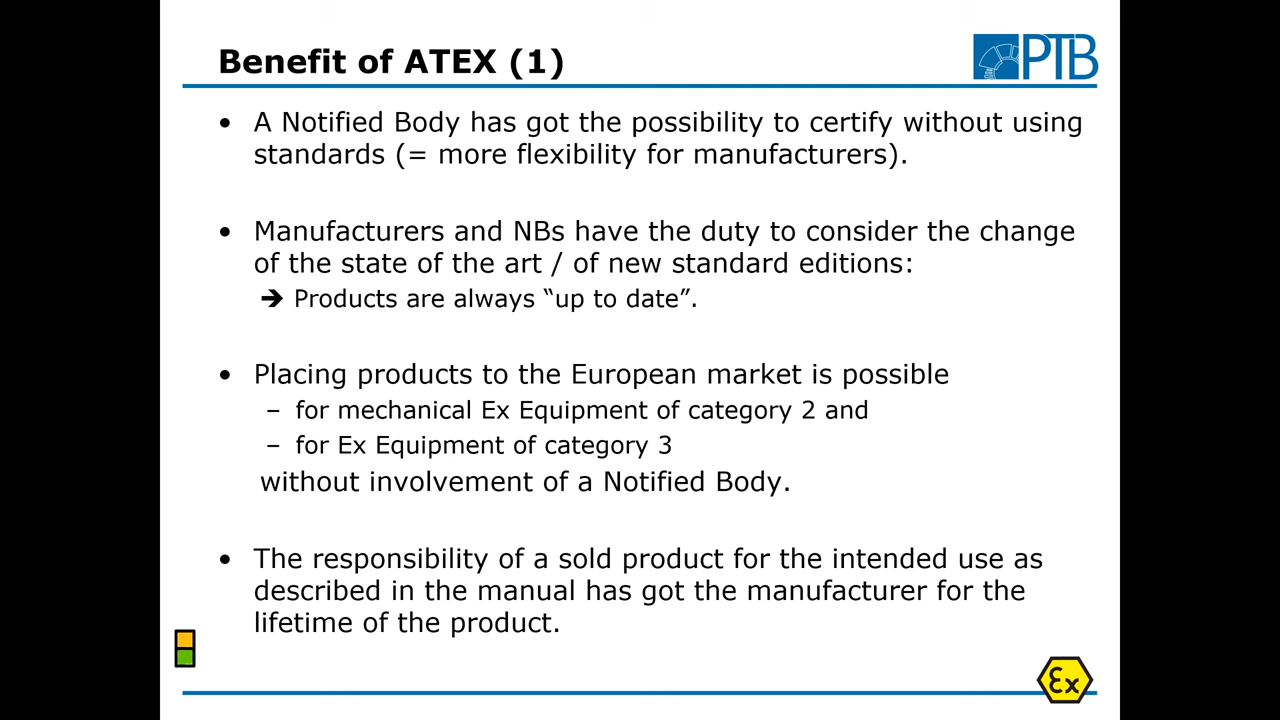 Benefit of ATEX (1)
PTB
• A Notified Body has got the possibility to certify without using
standards (= more flexibility for manufacturers).
• Manufacturers and NBs have the duty to consider the change
of the state of the art / of new standard editions:
➔ Products are always “up to date”.
• Placing products to the European market is possible
– for mechanical Ex Equipment of category 2 and
– for Ex Equipment of category 3
without involvement of a Notified Body.
• The responsibility of a sold product for the intended use as
described in the manual has got the manufacturer for the
lifetime of the product.
Ex